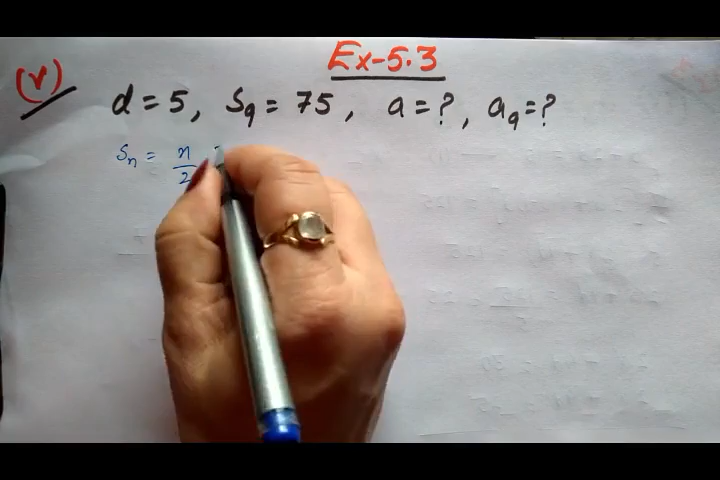 Ex-5.3
(v) d = 5, S₉ = 75, a = ?, a₉ = ?
Sₙ = n/2